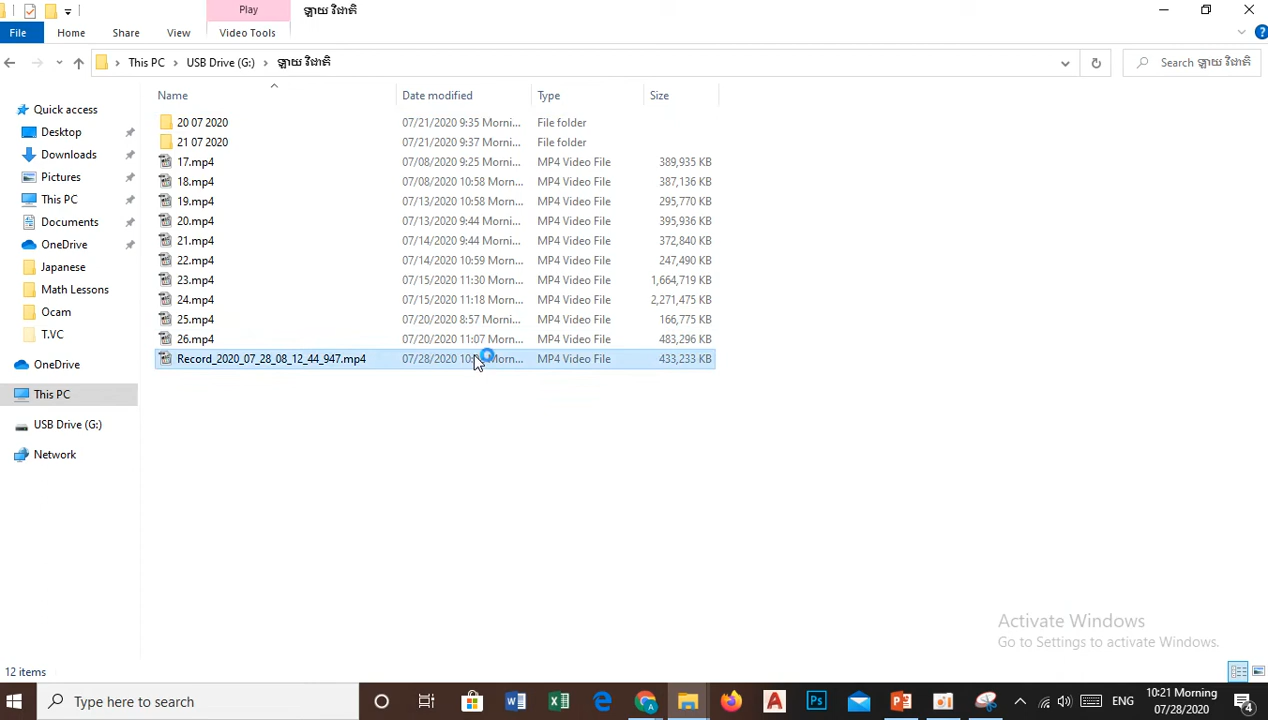 Play ឡាយ វិជាតិ
File Home Share View Video Tools
This PC USB Drive (G:) ឡាយ វិជាតិ Search ឡាយ វិជាតិ
Name Date modified Type Size
Quick access
Desktop
Downloads
Pictures
This PC
Documents
OneDrive
Japanese
Math Lessons
Ocam
T.VC
OneDrive
This PC
USB Drive (G:)
Network
20 07 2020 07/21/2020 9:35 Morni... File folder
21 07 2020 07/21/2020 9:37 Morni... File folder
17.mp4 07/08/2020 9:25 Morni... MP4 Video File 389,935 KB
18.mp4 07/08/2020 10:58 Morn... MP4 Video File 387,136 KB
19.mp4 07/13/2020 10:58 Morn... MP4 Video File 295,770 KB
20.mp4 07/13/2020 9:44 Morni... MP4 Video File 395,936 KB
21.mp4 07/14/2020 9:44 Morni... MP4 Video File 372,840 KB
22.mp4 07/14/2020 10:59 Morn... MP4 Video File 247,490 KB
23.mp4 07/15/2020 11:30 Morn... MP4 Video File 1,664,719 KB
24.mp4 07/15/2020 11:18 Morn... MP4 Video File 2,271,475 KB
25.mp4 07/20/2020 8:57 Morni... MP4 Video File 166,775 KB
26.mp4 07/20/2020 11:07 Morn... MP4 Video File 483,296 KB
Record_2020_07_28_08_12_44_947.mp4 07/28/2020 Morn... MP4 Video File 433,233 KB
Activate Windows
Go to Settings to activate Windows.
12 items
Type here to search ENG 10:21 Morning
07/28/2020 4